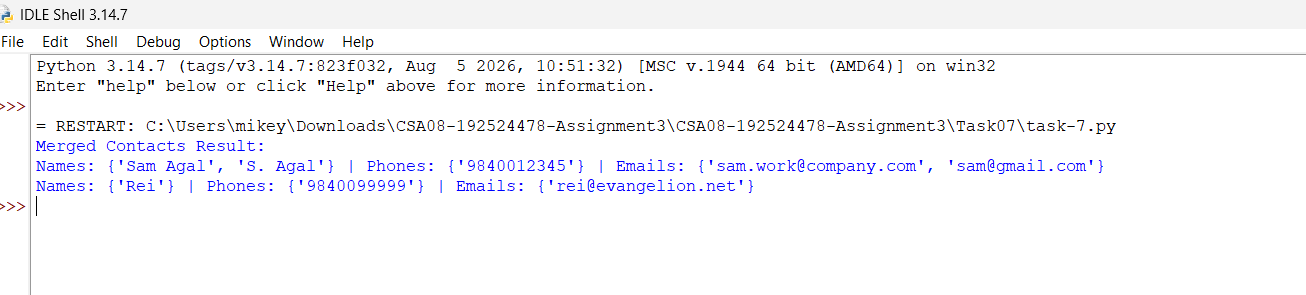 IDLE Shell 3.14.7
File Edit Shell Debug Options Window Help
Python 3.14.7 (tags/v3.14.7:823f032, Aug  5 2026, 10:51:32) [MSC v.1944 64 bit (AMD64)] on win32
Enter "help" below or click "Help" above for more information.
>>>
= RESTART: C:\Users\mikey\Downloads\CSA08-192524478-Assignment3\CSA08-192524478-Assignment3\Task07\task-7.py
Merged Contacts Result:
Names: {'Sam Agal', 'S. Agal'} | Phones: {'9840012345'} | Emails: {'sam.work@company.com', 'sam@gmail.com'}
Names: {'Rei'} | Phones: {'9840099999'} | Emails: {'rei@evangelion.net'}
>>>